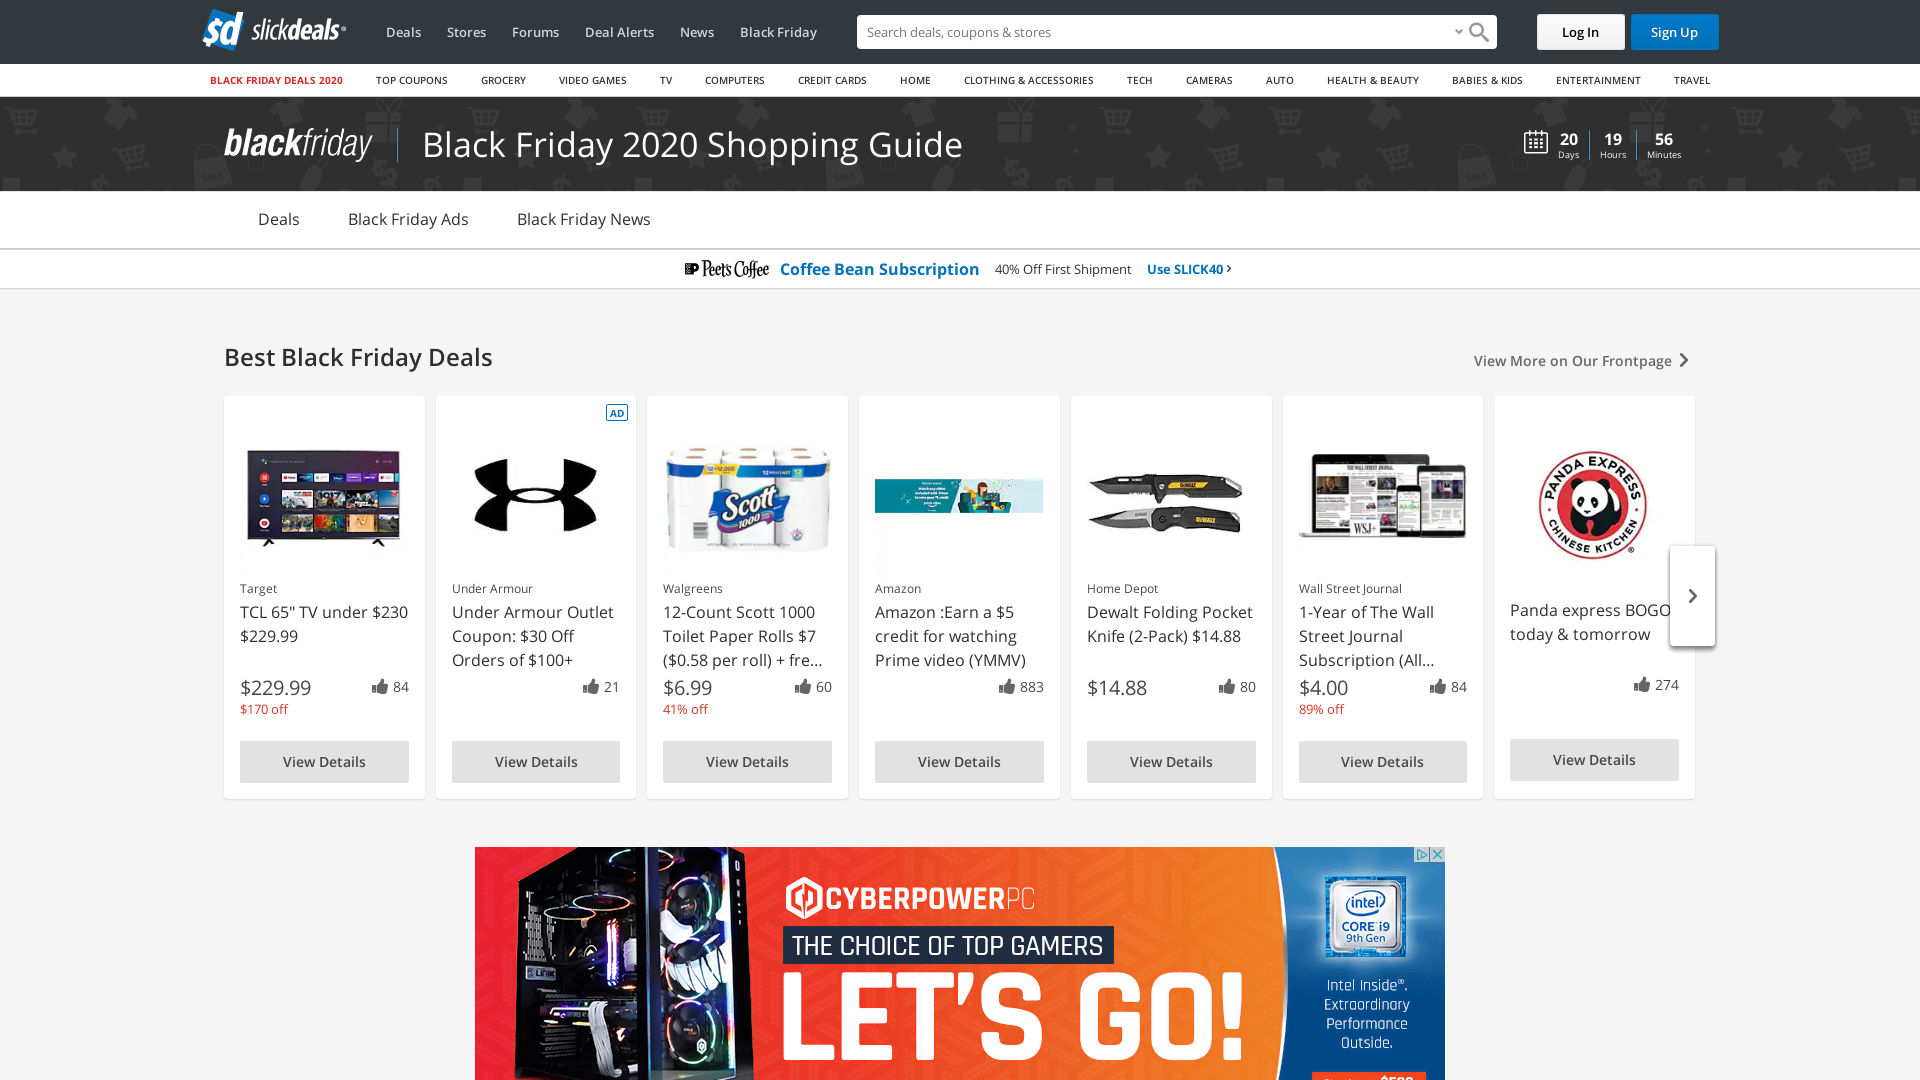 sd slickdeals
Deals Stores Forums Deal Alerts News Black Friday
Search deals, coupons & stores
Log In
Sign Up
BLACK FRIDAY DEALS 2020 TOP COUPONS GROCERY VIDEO GAMES TV COMPUTERS CREDIT CARDS HOME CLOTHING & ACCESSORIES TECH CAMERAS AUTO HEALTH & BEAUTY BABIES & KIDS ENTERTAINMENT TRAVEL
blackfriday
Black Friday 2020 Shopping Guide
20 19 56
Days Hours Minutes
Deals Black Friday Ads Black Friday News
Peet's Coffee Coffee Bean Subscription 40% Off First Shipment Use SLICK40
Best Black Friday Deals
View More on Our Frontpage
Target
TCL 65" TV under $230
$229.99
$229.99
84
$170 off
View Details
AD
Under Armour
Under Armour Outlet
Coupon: $30 Off
Orders of $100+
21
View Details
Scott
1000
Walgreens
12-Count Scott 1000
Toilet Paper Rolls $7
($0.58 per roll) + fre...
$6.99
60
41% off
View Details
Amazon
Amazon :Earn a $5
credit for watching
Prime video (YMMV)
883
View Details
DEWALT
Home Depot
Dewalt Folding Pocket
Knife (2-Pack) $14.88
$14.88
80
View Details
THE WALL STREET JOURNAL
WSJ+
Wall Street Journal
1-Year of The Wall
Street Journal
Subscription (All...
$4.00
84
89% off
View Details
PANDA EXPRESS
CHINESE KITCHEN
Panda express BOGO
today & tomorrow
274
View Details
CYBERPOWERPC
THE CHOICE OF TOP GAMERS
LET'S GO!
intel
CORE i9
9th Gen
Intel Inside®.
Extraordinary
Performance
Outside.